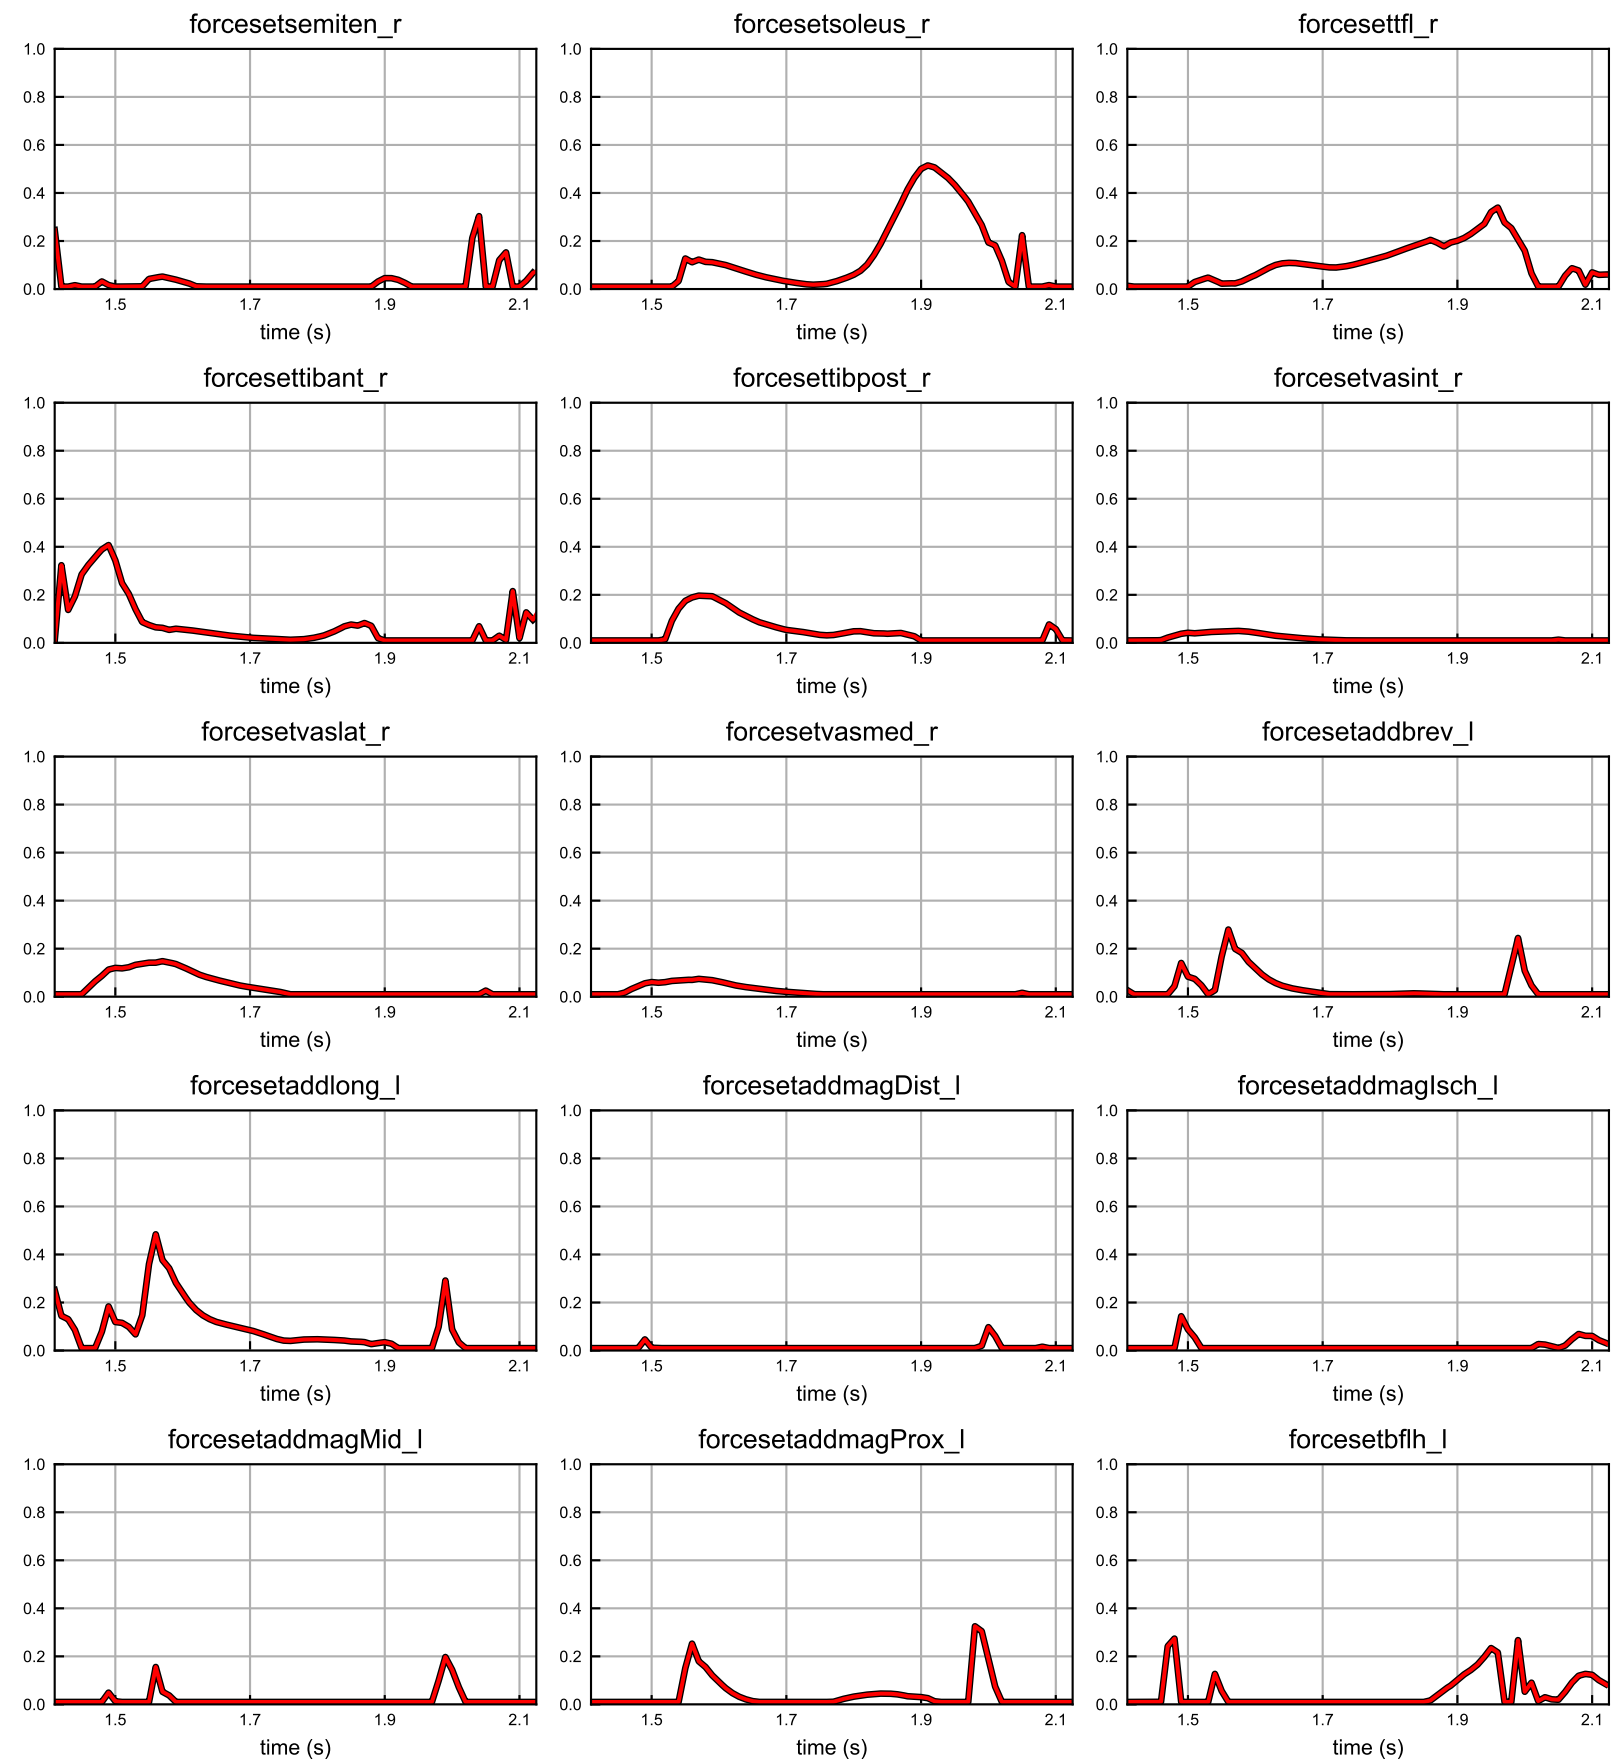 forcesetsemiten_r forcesetsoleus_r forcesettfl_r
1.0 1.0 1.0
0.8 0.8 0.8
0.6 0.6 0.6
0.4 0.4 0.4
0.2 0.2 0.2
0.0 0.0 0.0
1.5 1.7 1.9 2.1 1.5 1.7 1.9 2.1 1.5 1.7 1.9 2.1
time (s) time (s) time (s)
forcesettibant_r forcesettibpost_r forcesetvasint_r
1.0 1.0 1.0
0.8 0.8 0.8
0.6 0.6 0.6
0.4 0.4 0.4
0.2 0.2 0.2
0.0 0.0 0.0
1.5 1.7 1.9 2.1 1.5 1.7 1.9 2.1 1.5 1.7 1.9 2.1
time (s) time (s) time (s)
forcesetvaslat_r forcesetvasmed_r forcesetaddbrev_l
1.0 1.0 1.0
0.8 0.8 0.8
0.6 0.6 0.6
0.4 0.4 0.4
0.2 0.2 0.2
0.0 0.0 0.0
1.5 1.7 1.9 2.1 1.5 1.7 1.9 2.1 1.5 1.7 1.9 2.1
time (s) time (s) time (s)
forcesetaddlong_l forcesetaddmagDist_l forcesetaddmagIsch_l
1.0 1.0 1.0
0.8 0.8 0.8
0.6 0.6 0.6
0.4 0.4 0.4
0.2 0.2 0.2
0.0 0.0 0.0
1.5 1.7 1.9 2.1 1.5 1.7 1.9 2.1 1.5 1.7 1.9 2.1
time (s) time (s) time (s)
forcesetaddmagMid_l forcesetaddmagProx_l forcesetbflh_l
1.0 1.0 1.0
0.8 0.8 0.8
0.6 0.6 0.6
0.4 0.4 0.4
0.2 0.2 0.2
0.0 0.0 0.0
1.5 1.7 1.9 2.1 1.5 1.7 1.9 2.1 1.5 1.7 1.9 2.1
time (s) time (s) time (s)